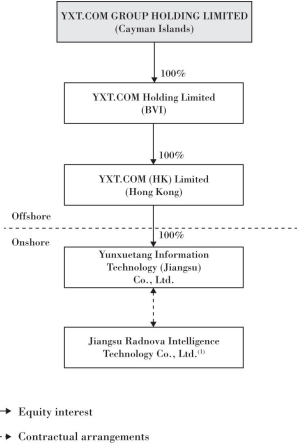 YXT.COM GROUP HOLDING LIMITED
(Cayman Islands)
100%
YXT.COM Holding Limited
(BVI)
100%
YXT.COM (HK) Limited
(Hong Kong)
Offshore
Onshore
100%
Yunxuetang Information
Technology (Jiangsu)
Co., Ltd.
Jiangsu Radnova Intelligence
Technology Co., Ltd.(1)
Equity interest
Contractual arrangements